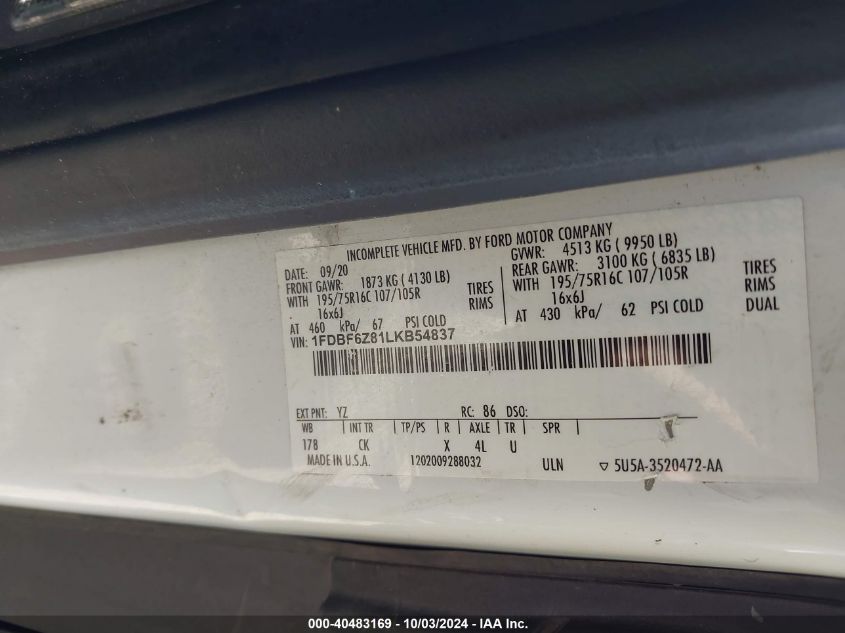 INCOMPLETE VEHICLE MFD. BY FORD MOTOR COMPANY
DATE: 09/20 GVWR: 4513 KG ( 9950 LB)
FRONT GAWR: 1873 KG ( 4130 LB) REAR GAWR: 3100 KG ( 6835 LB)
WITH 195/75R16C 107/105R TIRES WITH 195/75R16C 107/105R TIRES
16x6J RIMS 16x6J RIMS
AT 460 kPa/ 67 PSI COLD AT 430 kPa/ 62 PSI COLD DUAL
VIN: 1FDBF6Z81LKB54837
EXT PNT: YZ RC: 86 DSO:
WB | INT TR | TP/PS | R | AXLE | TR | SPR |
178 CK X 4L U
MADE IN U.S.A. 1202009288032 ULN ▽ 5U5A-3520472-AA
000-40483169 - 10/03/2024 - IAA Inc.